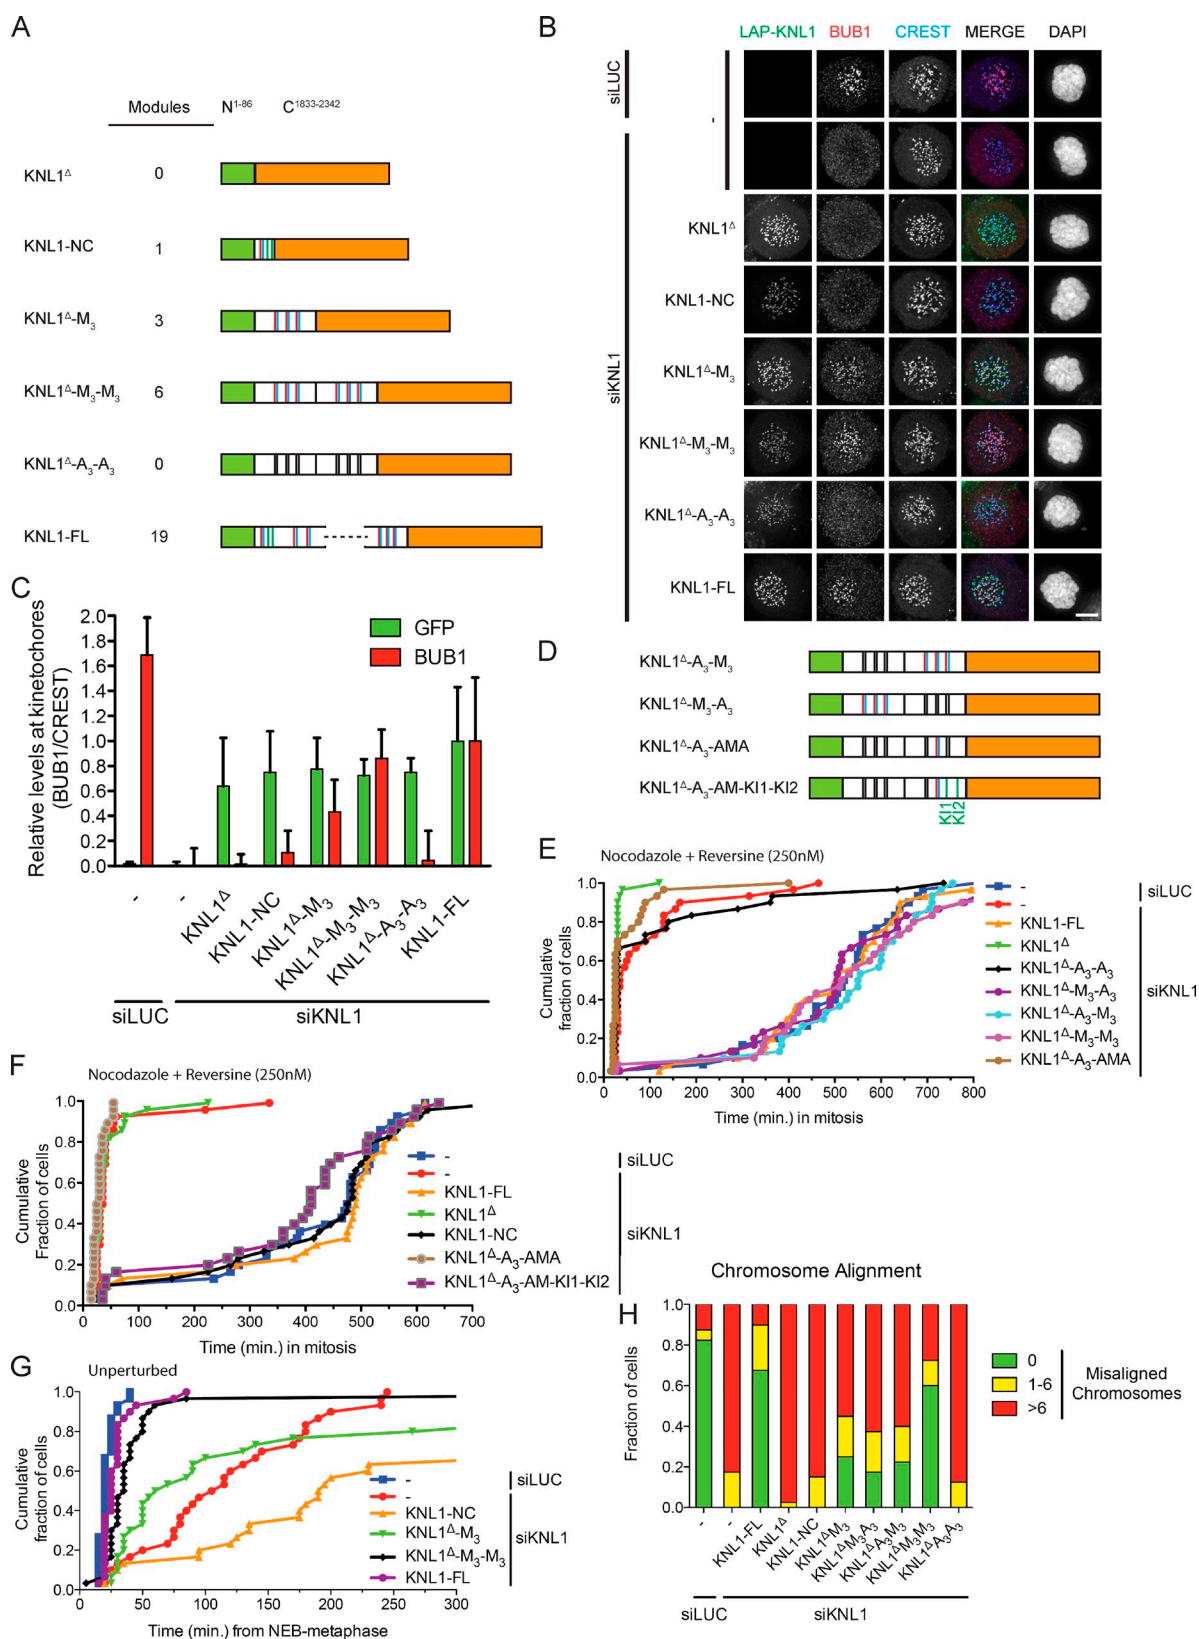 A
Modules N1-86 C1833-2342
KNL1Δ 0
KNL1-NC 1
KNL1Δ-M3 3
KNL1Δ-M3-M3 6
KNL1Δ-A3-A3 0
KNL1-FL 19
B
LAP-KNL1 BUB1 CREST MERGE DAPI
siLUC
-
siKNL1
KNL1Δ
KNL1-NC
KNL1Δ-M3
KNL1Δ-M3-M3
KNL1Δ-A3-A3
KNL1-FL
C
Relative levels at kinetochores
(BUB1/CREST)
2.0
1.8
1.6
1.4
1.2
1.0
0.8
0.6
0.4
0.2
0.0
GFP
BUB1
- - KNL1Δ KNL1-NC KNL1Δ-M3 KNL1Δ-M3-M3 KNL1Δ-A3-A3 KNL1-FL
siLUC siKNL1
D
KNL1Δ-A3-M3
KNL1Δ-M3-A3
KNL1Δ-A3-AMA
KNL1Δ-A3-AM-KI1-KI2
KI1
KI2
E
Nocodazole + Reversine (250nM)
Cumulative
fraction of cells
1.0
0.8
0.6
0.4
0.2
0.0
0 100 200 300 400 500 600 700 800
Time (min.) in mitosis
-
-
KNL1-FL
KNL1Δ
KNL1Δ-A3-A3
KNL1Δ-M3-A3
KNL1Δ-A3-M3
KNL1Δ-M3-M3
KNL1Δ-A3-AMA
siLUC
siKNL1
F
Nocodazole + Reversine (250nM)
Cumulative
Fraction of cells
1.0
0.8
0.6
0.4
0.2
0.0
0 100 200 300 400 500 600 700
Time (min.) in mitosis
-
-
KNL1-FL
KNL1Δ
KNL1-NC
KNL1Δ-A3-AMA
KNL1Δ-A3-AM-KI1-KI2
siLUC
siKNL1
G
Unperturbed
Cumulative
fraction of cells
1.0
0.8
0.6
0.4
0.2
0.0
0 50 100 150 200 250 300
Time (min.) from NEB-metaphase
-
-
KNL1-NC
KNL1Δ-M3
KNL1Δ-M3-M3
KNL1-FL
siLUC
siKNL1
Chromosome Alignment
H
Fraction of cells
1.0
0.8
0.6
0.4
0.2
0.0
0
1-6
>6
Misaligned
Chromosomes
- - KNL1-FL KNL1Δ KNL1-NC KNL1ΔM3 KNL1ΔM3A3 KNL1ΔA3M3 KNL1ΔM3M3 KNL1ΔA3A3
siLUC siKNL1